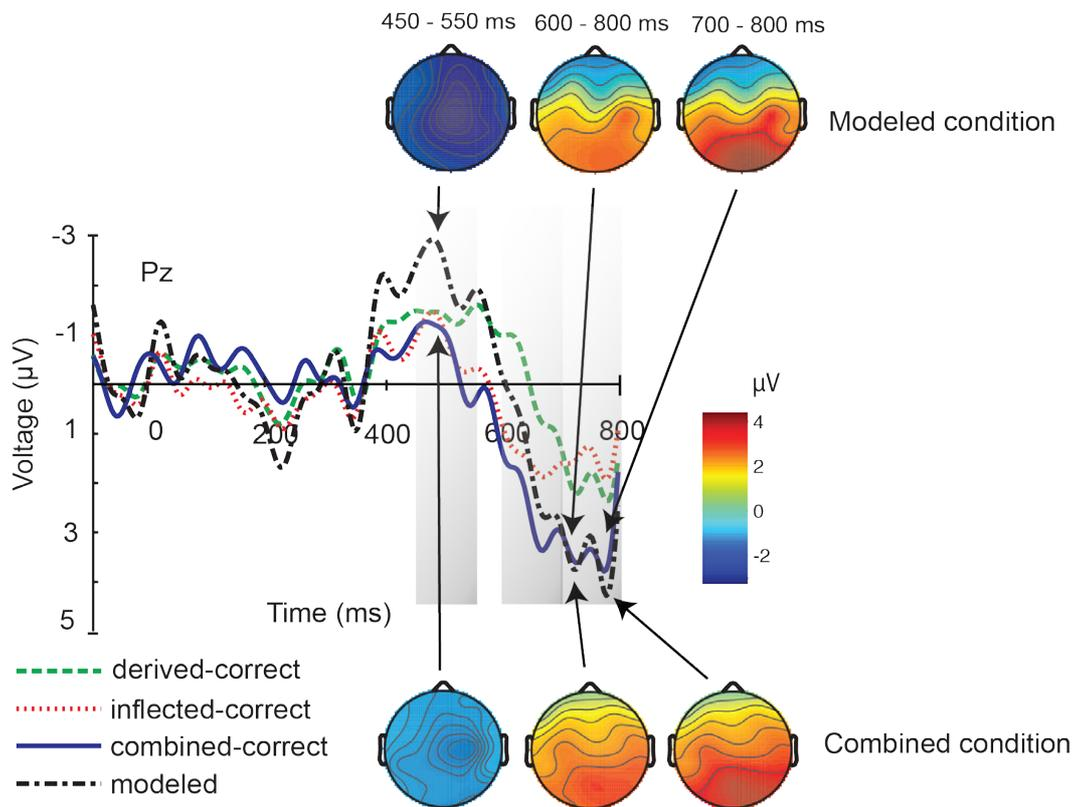 450 - 550 ms 600 - 800 ms 700 - 800 ms
Modeled condition
-3
Pz
-1
Voltage (µV)
µV
4
2
0
-2
1
0 200 400 600 800
3
5
Time (ms)
derived-correct
inflected-correct
combined-correct
modeled
Combined condition